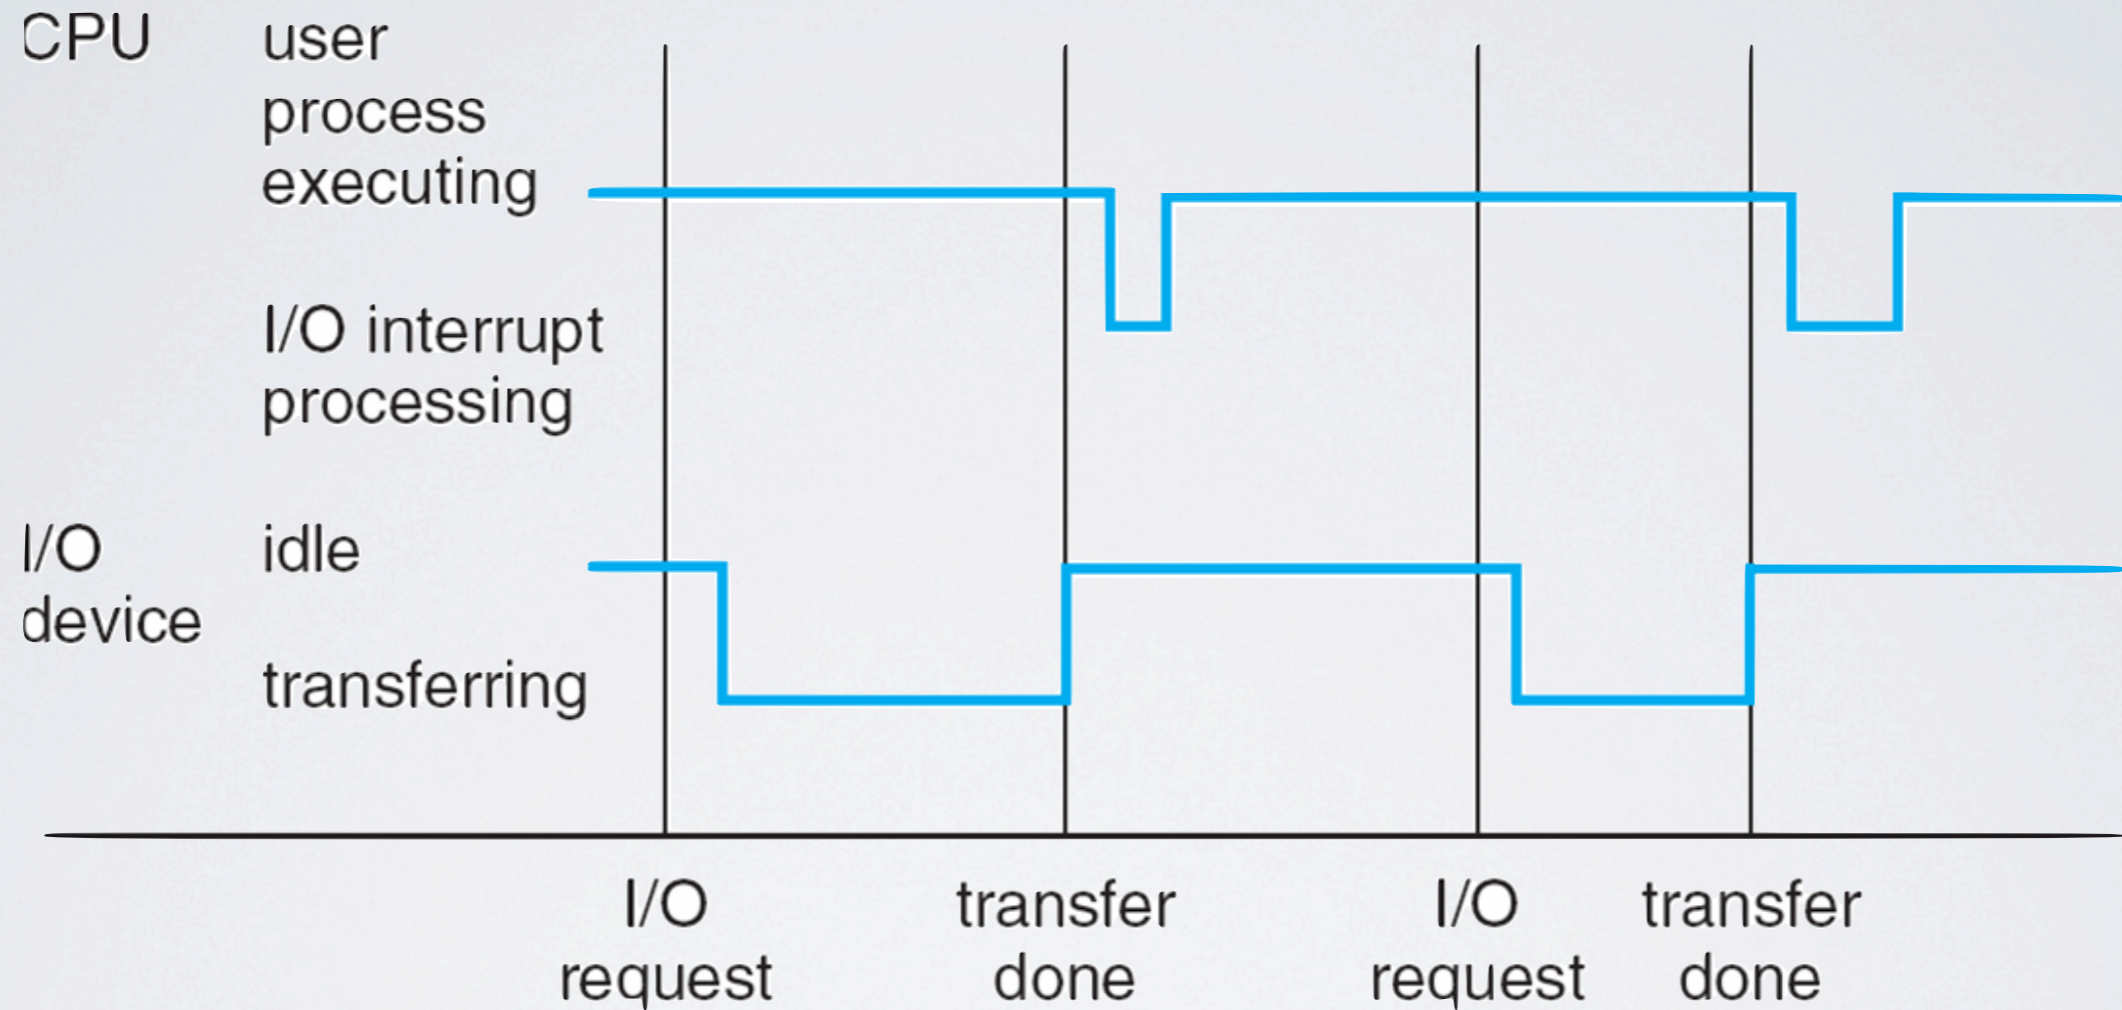 CPU user
process
executing
I/O interrupt
processing
I/O idle
device
transferring
I/O transfer I/O transfer
request done request done